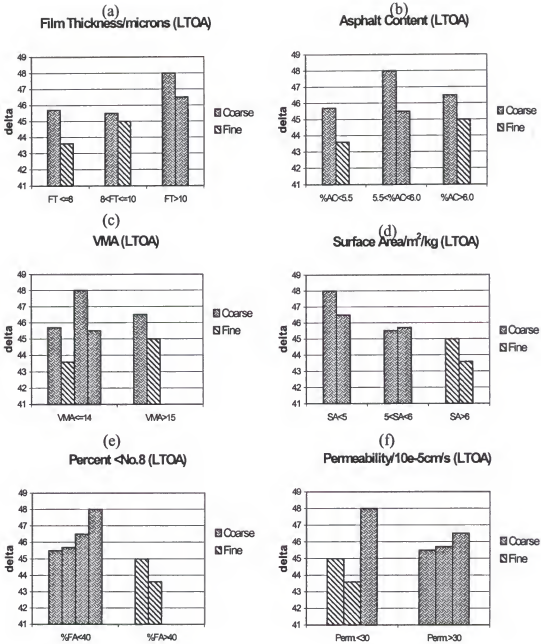 (a)
Film Thickness/microns (LTOA)
49
48
47
46
45
44
43
42
41
delta
FT <=8
8<FT<=10
FT>10
Coarse
Fine
(b)
Asphalt Content (LTOA)
49
48
47
46
45
44
43
42
41
delta
%AC<5.5
5.5<%AC<6.0
%AC>6.0
Coarse
Fine
(c)
VMA (LTOA)
49
48
47
46
45
44
43
42
41
delta
VMA<=14
VMA>15
Coarse
Fine
(d)
Surface Area/m²/kg (LTOA)
49
48
47
46
45
44
43
42
41
delta
SA<5
5<SA<6
SA>6
Coarse
Fine
(e)
Percent <No.8 (LTOA)
49
48
47
46
45
44
43
42
41
delta
%FA<40
%FA>40
Coarse
Fine
(f)
Permeability/10e-5cm/s (LTOA)
49
48
47
46
45
44
43
42
41
delta
Perm.<30
Perm.>30
Coarse
Fine